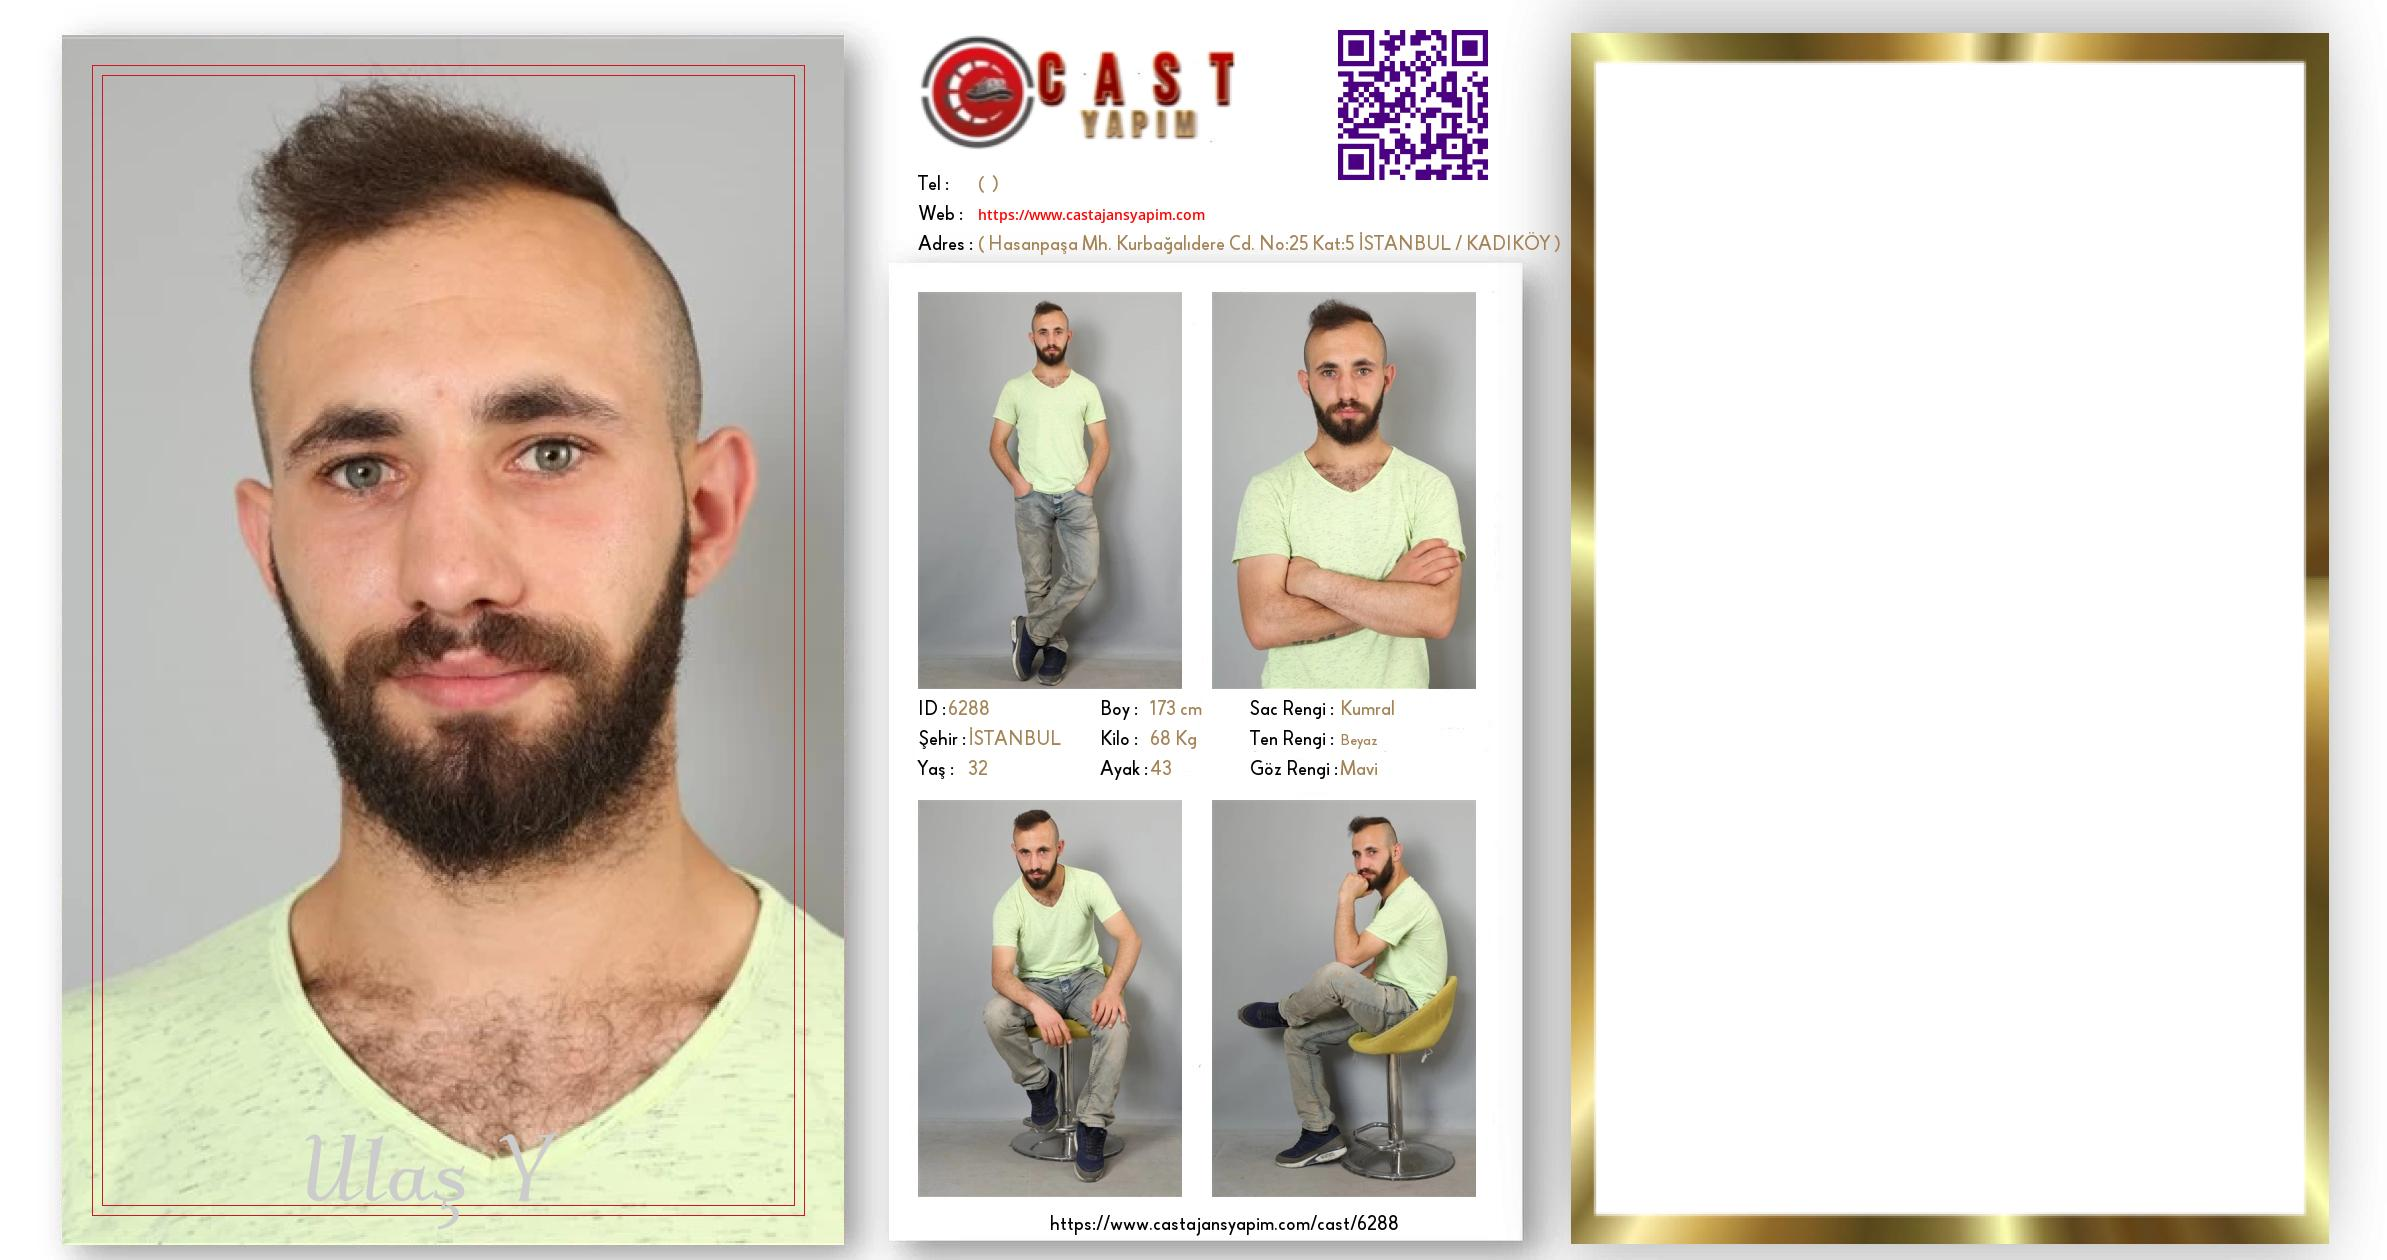 Ulaş Y
CAST
YAPIM
Tel : ( )
Web : https://www.castajansyapim.com
Adres : ( Hasanpaşa Mh. Kurbağalıdere Cd. No:25 Kat:5 İSTANBUL / KADIKÖY )
ID : 6288 Boy : 173 cm Sac Rengi : Kumral
Şehir : İSTANBUL Kilo : 68 Kg Ten Rengi : Beyaz
Yaş : 32 Ayak : 43 Göz Rengi : Mavi
https://www.castajansyapim.com/cast/6288